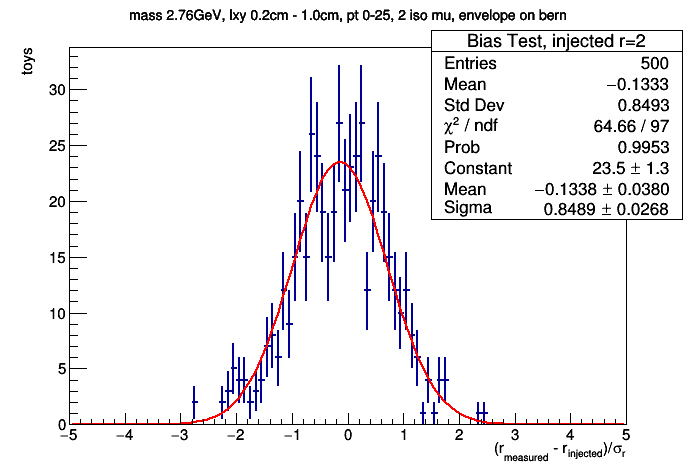 mass 2.76GeV, lxy 0.2cm - 1.0cm, pt 0-25, 2 iso mu, envelope on bern
Bias Test, injected r=2
Entries 500
Mean −0.1333
Std Dev 0.8493
χ² / ndf 64.66 / 97
Prob 0.9953
Constant 23.5 ± 1.3
Mean −0.1338 ± 0.0380
Sigma 0.8489 ± 0.0268
toys
30
25
20
15
10
5
0
−5 −4 −3 −2 −1 0 1 2 3 4 5
(r_measured - r_injected)/σ_r